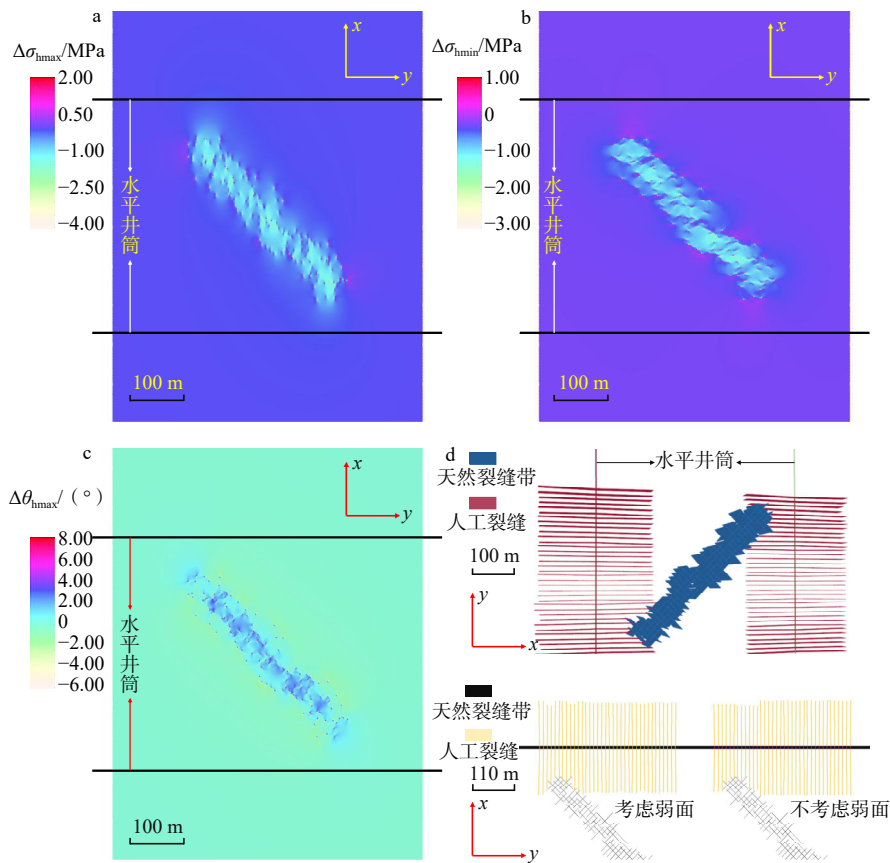 a
Δσhmax/MPa
2.00
0.50
−1.00
−2.50
−4.00
x
y
水平井筒
100 m
b
Δσhmin/MPa
1.00
0
−1.00
−2.00
−3.00
x
y
水平井筒
100 m
c
Δθhmax/（°）
8.00
6.00
4.00
2.00
0
−2.00
−4.00
−6.00
x
y
水平井筒
100 m
d
天然裂缝带
人工裂缝
水平井筒
100 m
y
x
天然裂缝带
人工裂缝
110 m
x
y
考虑弱面
不考虑弱面